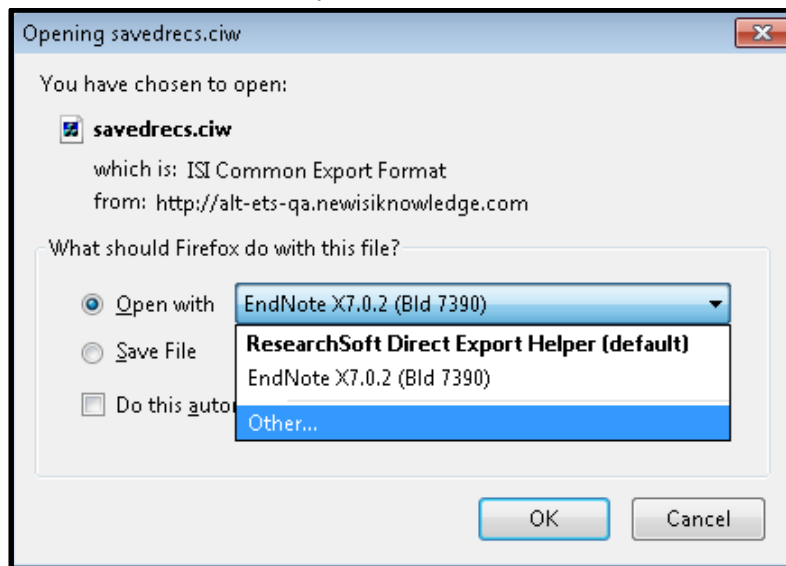 Opening savedrecs.ciw
You have chosen to open:
savedrecs.ciw
which is: ISI Common Export Format
from: http://alt-ets-qa.newisiknowledge.com
What should Firefox do with this file?
Open with EndNote X7.0.2 (Bld 7390)
Save File
ResearchSoft Direct Export Helper (default)
EndNote X7.0.2 (Bld 7390)
Do this auto
Other...
OK Cancel